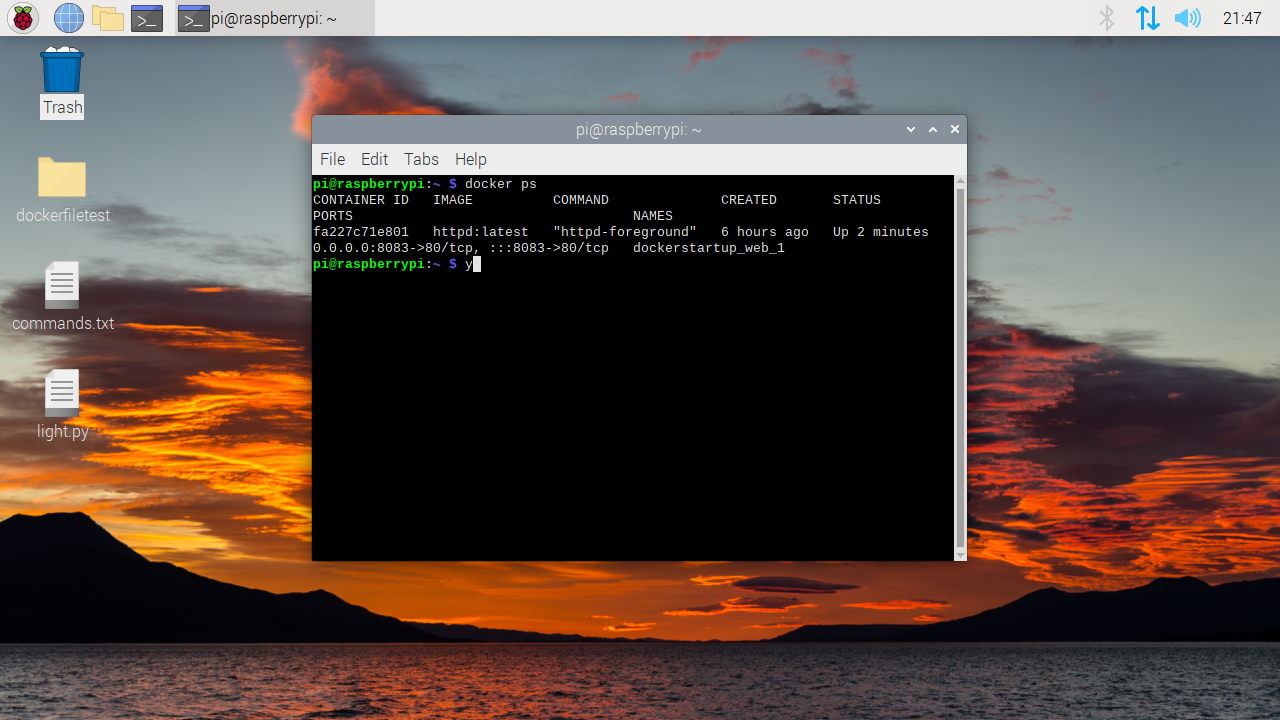 pi@raspberrypi: ~
21:47
Trash
dockerfiletest
commands.txt
light.py
pi@raspberrypi: ~
File Edit Tabs Help
pi@raspberrypi:~ $ docker ps
CONTAINER ID   IMAGE          COMMAND              CREATED       STATUS
PORTS                                   NAMES
fa227c71e801   httpd:latest   "httpd-foreground"   6 hours ago   Up 2 minutes
0.0.0.0:8083->80/tcp, :::8083->80/tcp   dockerstartup_web_1
pi@raspberrypi:~ $ y